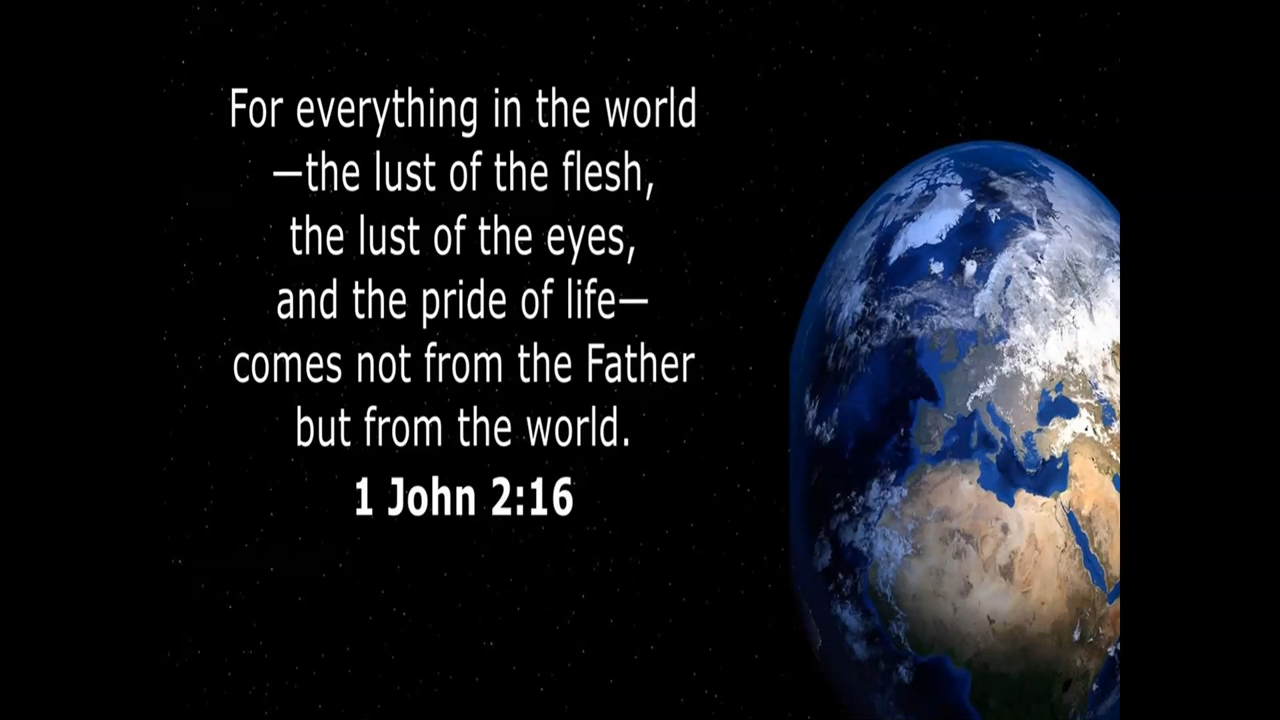 For everything in the world
—the lust of the flesh,
the lust of the eyes,
and the pride of life—
comes not from the Father
but from the world.
1 John 2:16